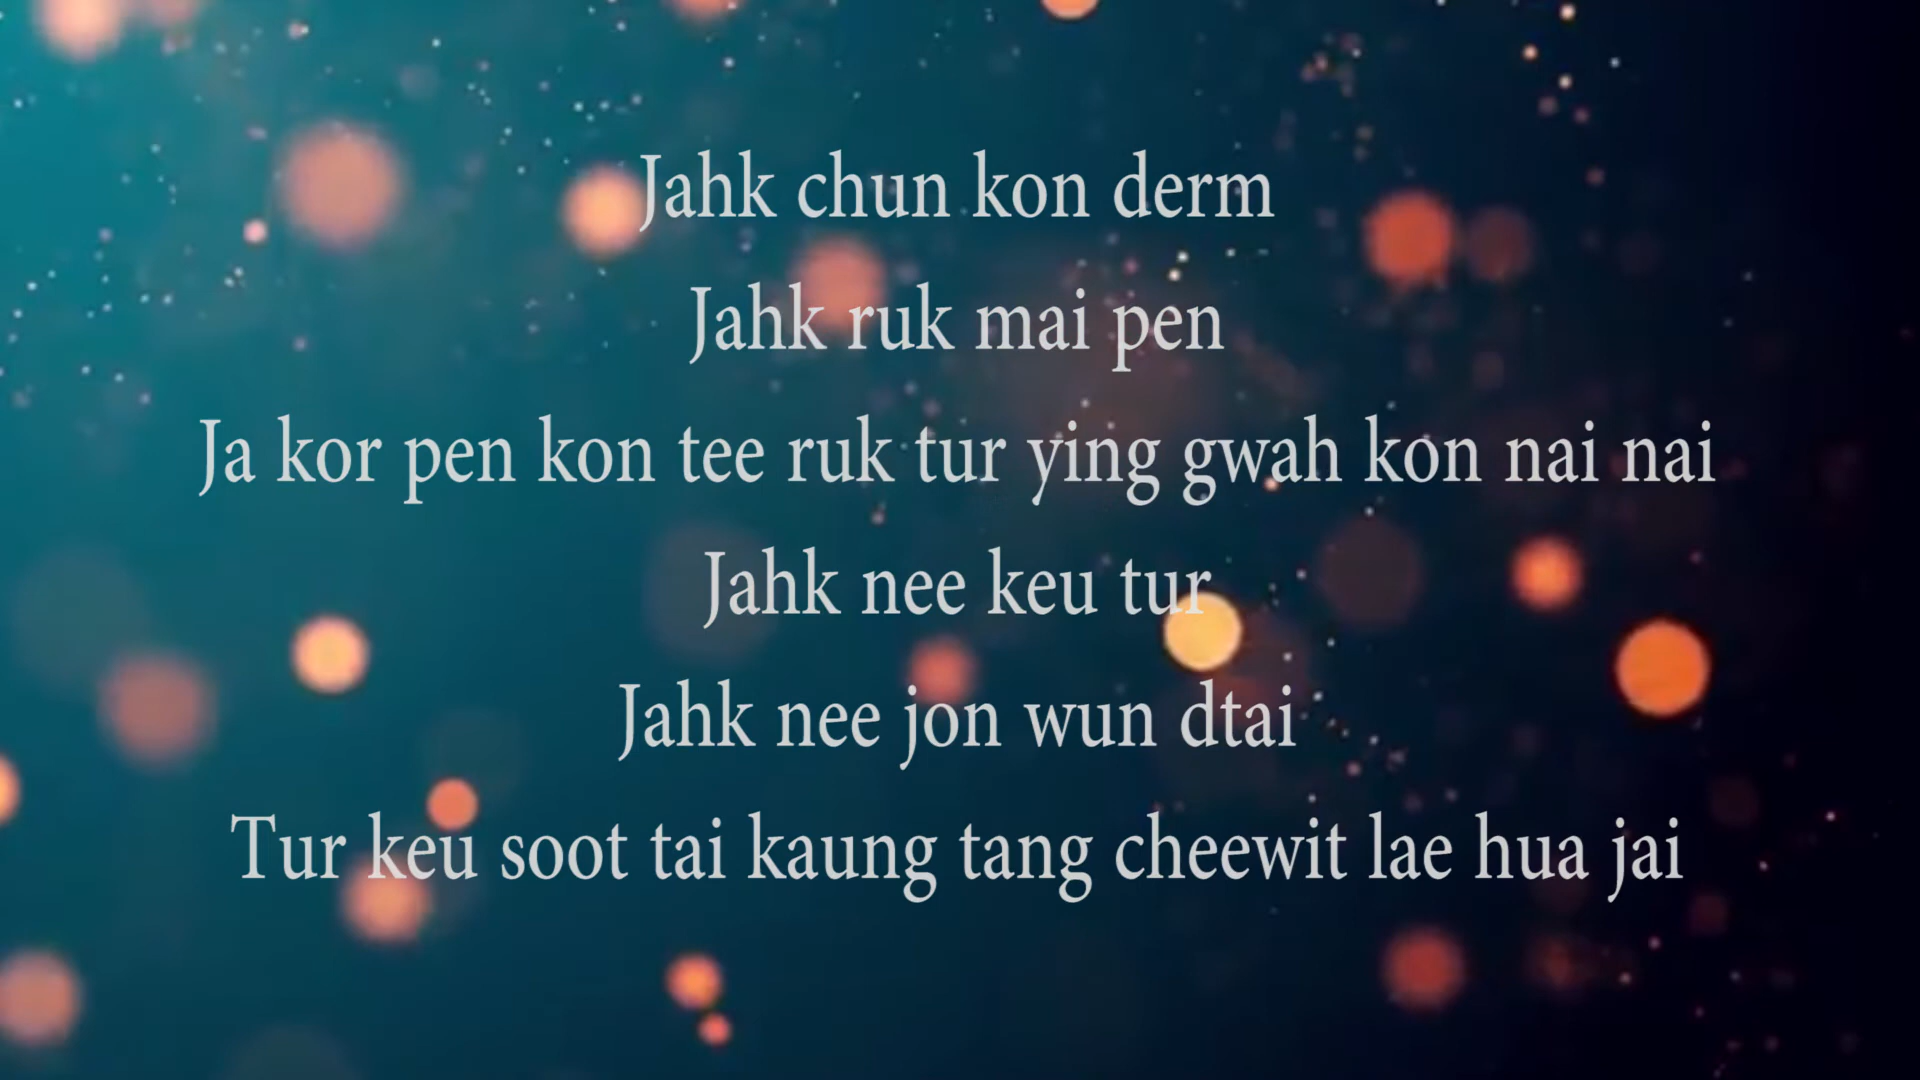 Jahk chun kon derm
Jahk ruk mai pen
Ja kor pen kon tee ruk tur ying gwah kon nai nai
Jahk nee keu tur
Jahk nee jon wun dtai
Tur keu soot tai kaung tang cheewit lae hua jai